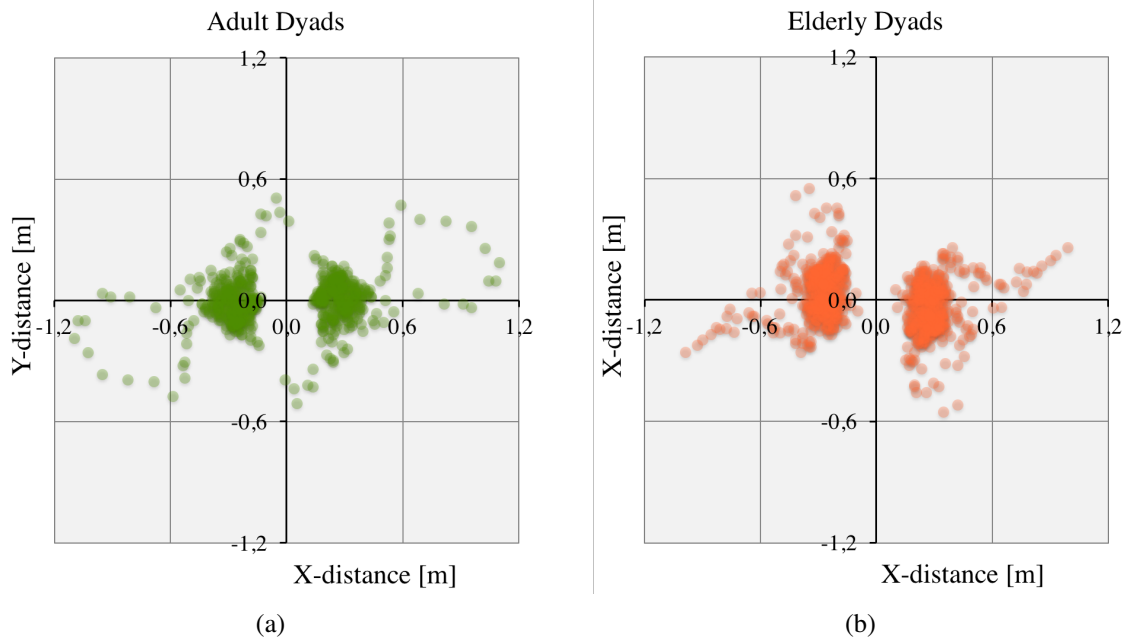 Adult Dyads
1,2
0,6
0,0
-1,2
-0,6
0.0
0,6
1,2
-0,6
-1,2
Y-distance [m]
X-distance [m]
(a)
Elderly Dyads
1,2
0,6
0,0
-1,2
-0,6
0.0
0,6
1,2
-0,6
-1,2
X-distance [m]
X-distance [m]
(b)